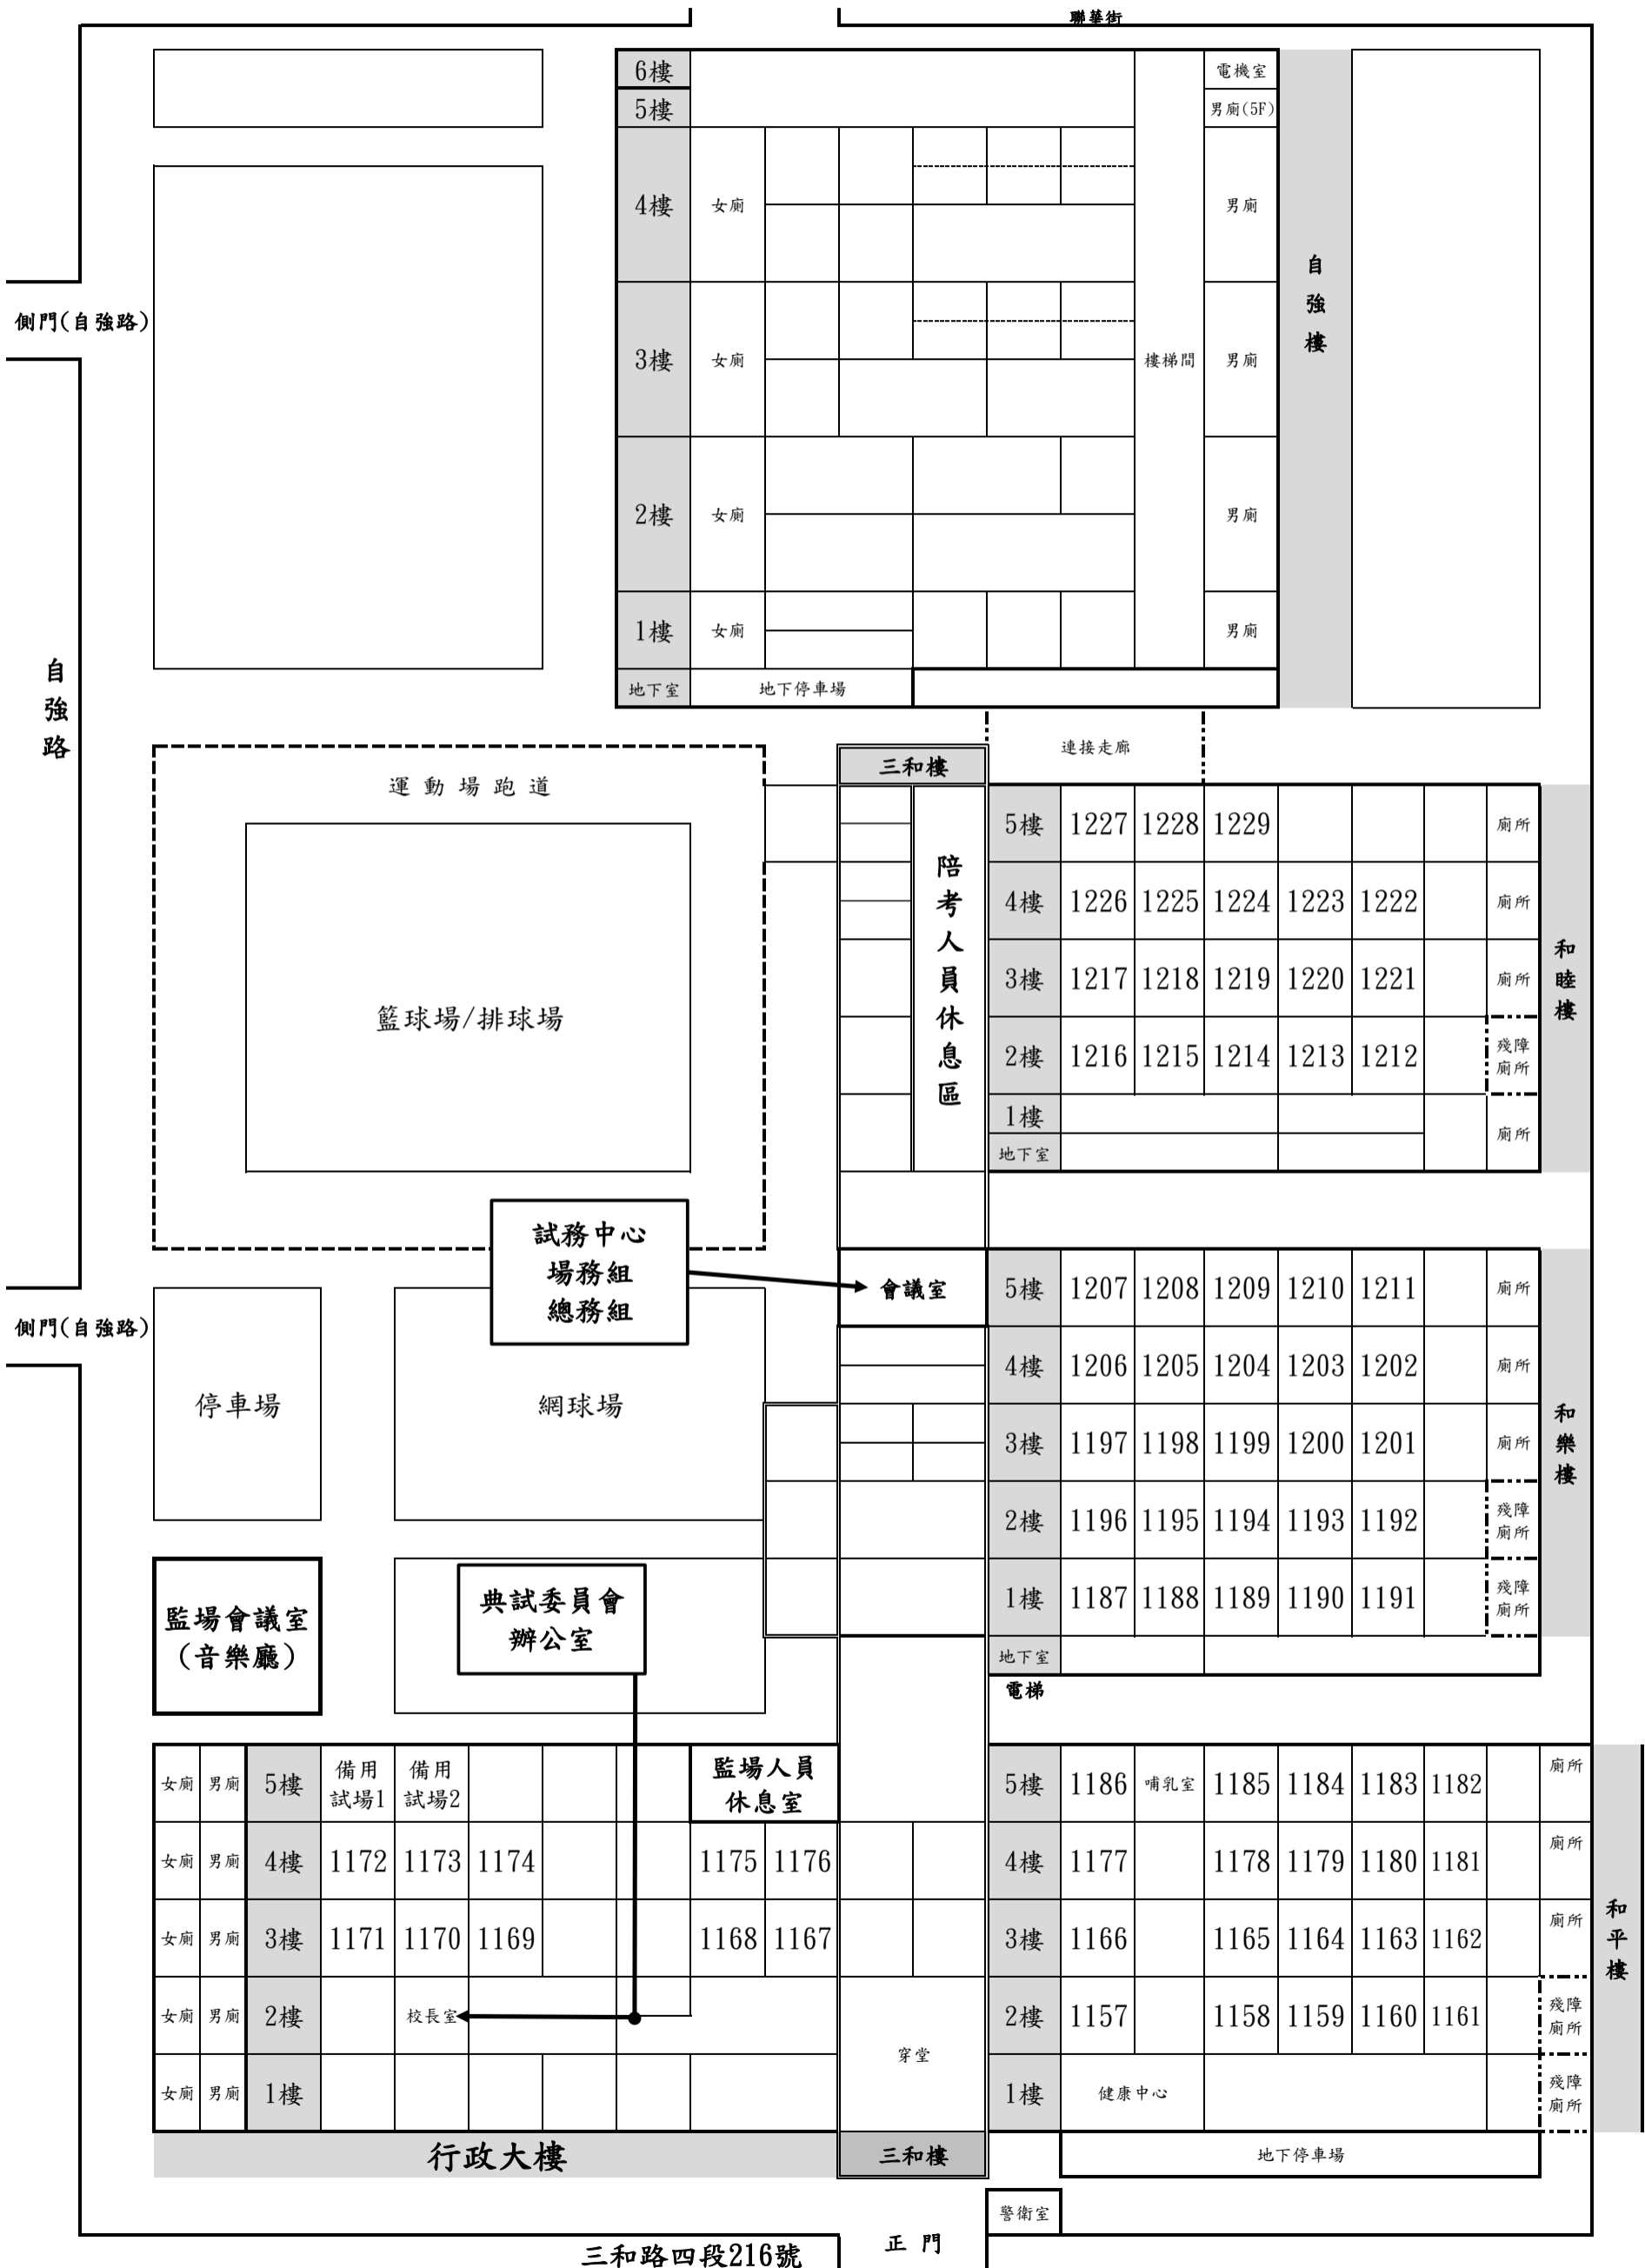 聯華街
6樓 電機室
5樓 男廁(5F)
4樓 女廁 男廁
自強樓
側門(自強路)
3樓 女廁 樓梯間 男廁
2樓 女廁 男廁
1樓 女廁 男廁
地下室 地下停車場
自強路
連接走廊
三和樓
運動場跑道
籃球場/排球場
陪考人員休息區
5樓 1227 1228 1229 廁所
4樓 1226 1225 1224 1223 1222 廁所
3樓 1217 1218 1219 1220 1221 廁所
2樓 1216 1215 1214 1213 1212 殘障
廁所
1樓 廁所
地下室
和睦樓
試務中心
場務組
總務組
會議室
側門(自強路)
停車場
網球場
5樓 1207 1208 1209 1210 1211 廁所
4樓 1206 1205 1204 1203 1202 廁所
3樓 1197 1198 1199 1200 1201 廁所
2樓 1196 1195 1194 1193 1192 殘障
廁所
1樓 1187 1188 1189 1190 1191 殘障
廁所
地下室
和樂樓
電梯
監場會議室
(音樂廳)
典試委員會
辦公室
女廁 男廁 5樓 備用
試場1 備用
試場2 監場人員
休息室
女廁 男廁 4樓 1172 1173 1174 1175 1176
女廁 男廁 3樓 1171 1170 1169 1168 1167
女廁 男廁 2樓 校長室
女廁 男廁 1樓
行政大樓
穿堂
三和樓
5樓 1186 哺乳室 1185 1184 1183 1182 廁所
4樓 1177 1178 1179 1180 1181 廁所
3樓 1166 1165 1164 1163 1162 廁所
2樓 1157 1158 1159 1160 1161 殘障
廁所
1樓 健康中心 殘障
廁所
和平樓
地下停車場
警衛室
正門
三和路四段216號